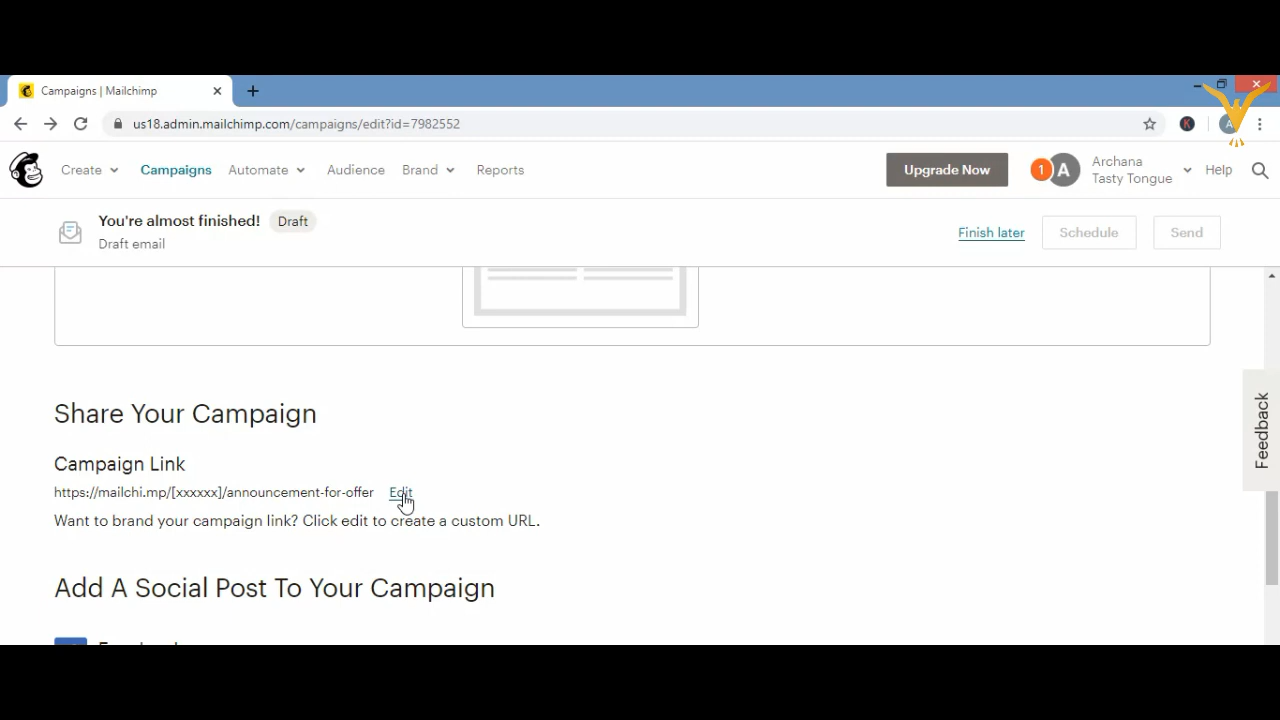 Campaigns | Mailchimp
us18.admin.mailchimp.com/campaigns/edit?id=7982552
K
A
Create
Campaigns
Automate
Audience
Brand
Reports
Upgrade Now
1
A
Archana
Tasty Tongue
Help
You're almost finished!
Draft
Draft email
Finish later
Schedule
Send
Share Your Campaign
Campaign Link
https://mailchi.mp/[xxxxxx]/announcement-for-offer Edit
Want to brand your campaign link? Click edit to create a custom URL.
Add A Social Post To Your Campaign
Feedback